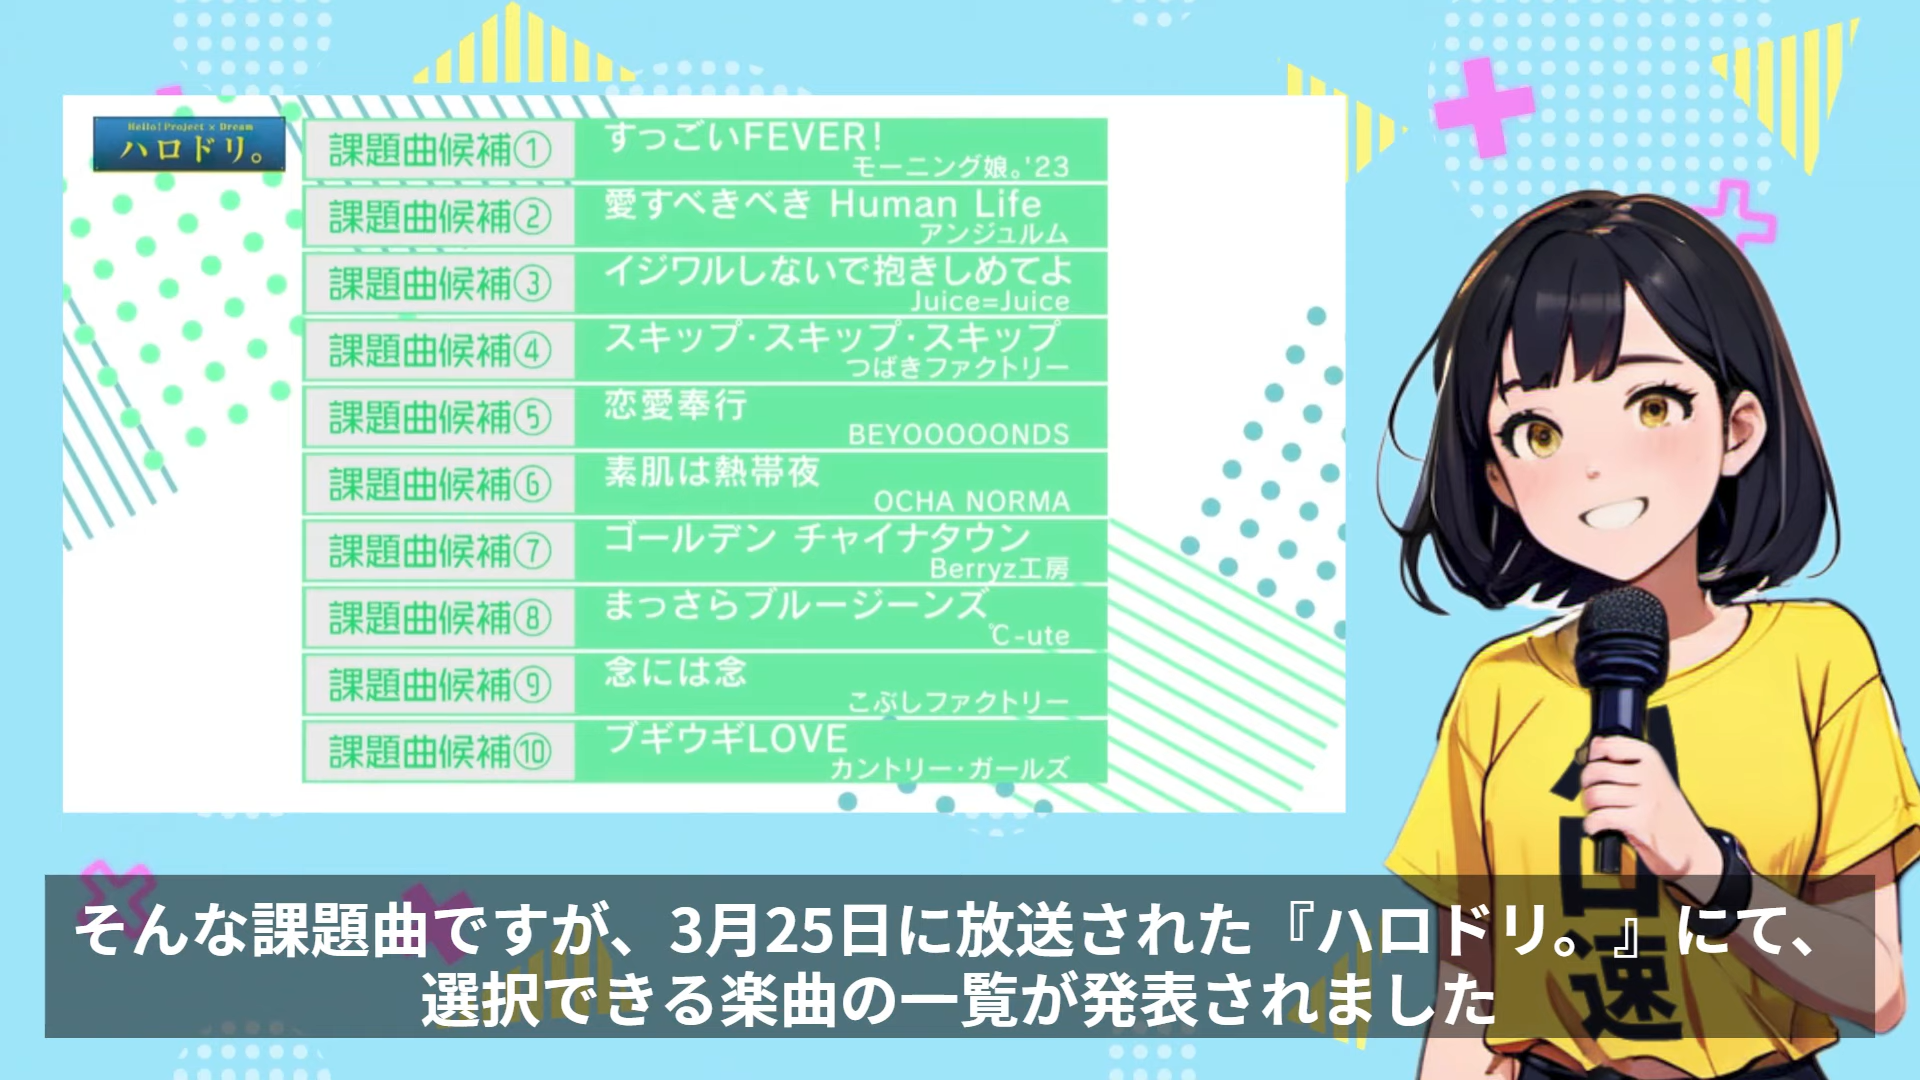 Hello! Project × Dream
ハロドリ。
課題曲候補① すっごいFEVER!
モーニング娘。'23
課題曲候補② 愛すべきべき Human Life
アンジュルム
課題曲候補③ イジワルしないで抱きしめてよ
Juice=Juice
課題曲候補④ スキップ・スキップ・スキップ
つばきファクトリー
課題曲候補⑤ 恋愛奉行
BEYOOOOONDS
課題曲候補⑥ 素肌は熱帯夜
OCHA NORMA
課題曲候補⑦ ゴールデン チャイナタウン
Berryz工房
課題曲候補⑧ まっさらブルージーンズ
℃-ute
課題曲候補⑨ 念には念
こぶしファクトリー
課題曲候補⑩ ブギウギLOVE
カントリー・ガールズ
ハロ速
そんな課題曲ですが、3月25日に放送された『ハロドリ。』にて、
選択できる楽曲の一覧が発表されました